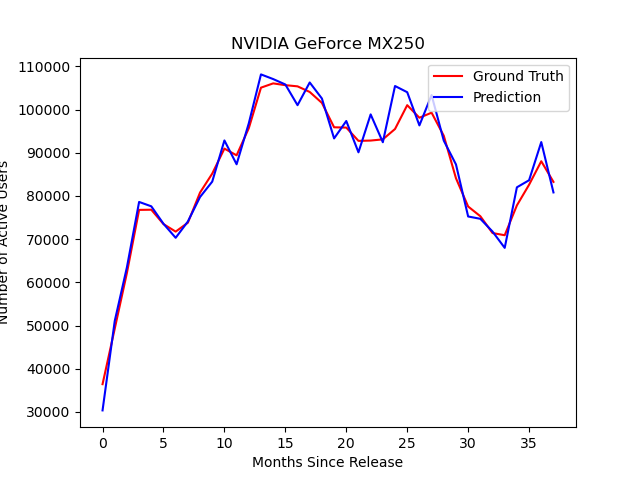 NVIDIA GeForce MX250
Number of Active Users
110000
100000
90000
80000
70000
60000
50000
40000
30000
Ground Truth
Prediction
0 5 10 15 20 25 30 35
Months Since Release